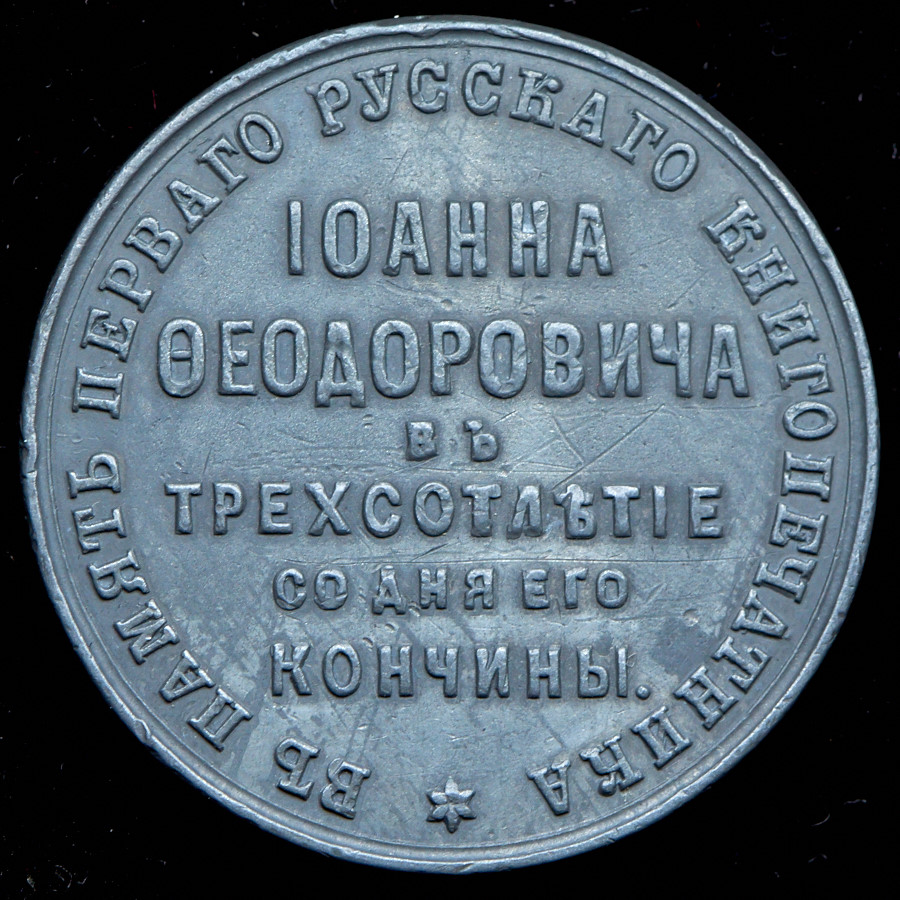 ВЪ ПАМЯТЬ ПЕРВАГО РУССКАГО КНИГОПЕЧАТНИКА
ІОАННА
ѲЕОДОРОВИЧА
ВЪ
ТРЕХСОТЛѢТІЕ
СО ДНЯ ЕГО
КОНЧИНЫ.